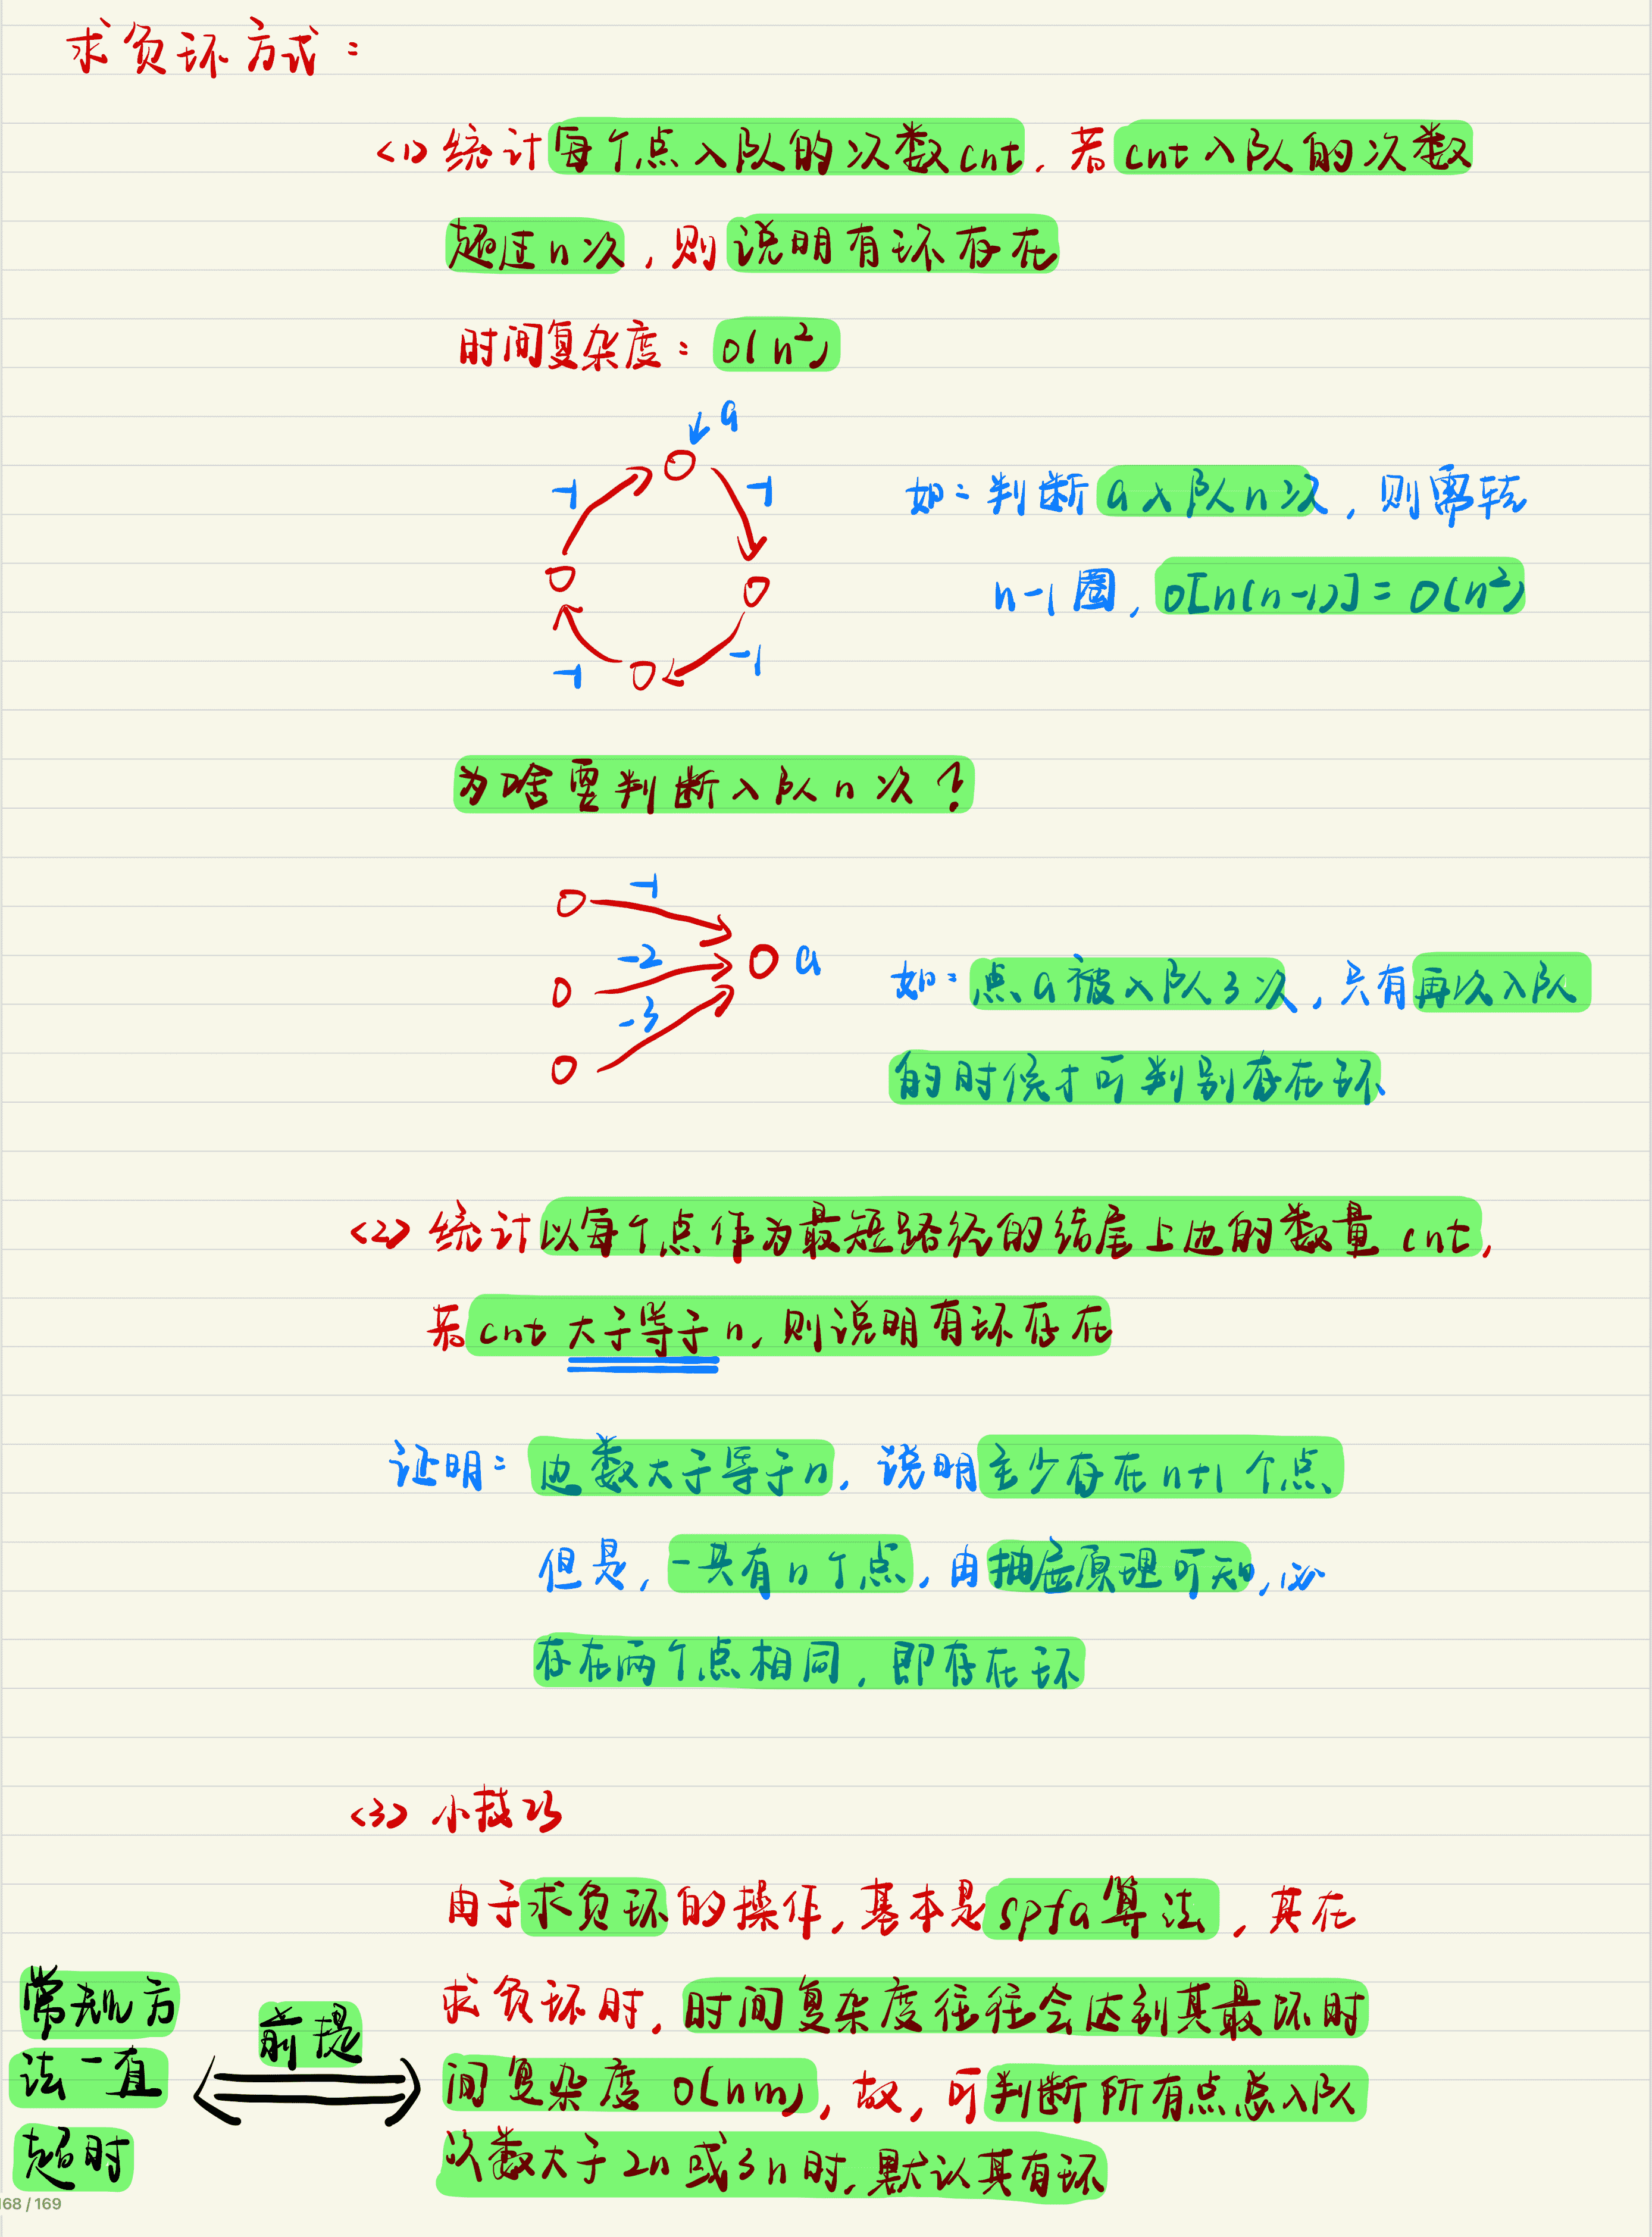 求负环方式：
<1> 统计每个点入队的次数cnt，若cnt入队的次数
超过n次，则说明有环存在
时间复杂度：O(n²)
a
-1
-1
如：判断a入队n次，则需转
n-1圈，O[n(n-1)] = O(n²)
-1
-1
为啥要判断入队n次？
-1
-2
a
如：点a被入队3次，只有再次入队
-3
的时候才可判别存在环
<2> 统计以每个点作为最短路径的结尾上边的数量cnt，
若cnt大于等于n，则说明有环存在
证明：边数大于等于n，说明至少存在n+1个点
但是，一共有n个点，由抽屉原理可知，必
存在两个点相同，即存在环
<3> 小技巧
由于求负环的操作，基本是spfa算法，其在
求负环时，时间复杂度往往会达到其最坏时
间复杂度O(nm)，故，可判断所有点总入队
次数大于2n或3n时，默认其有环
常规方
法一直
超时
前提
168 / 169